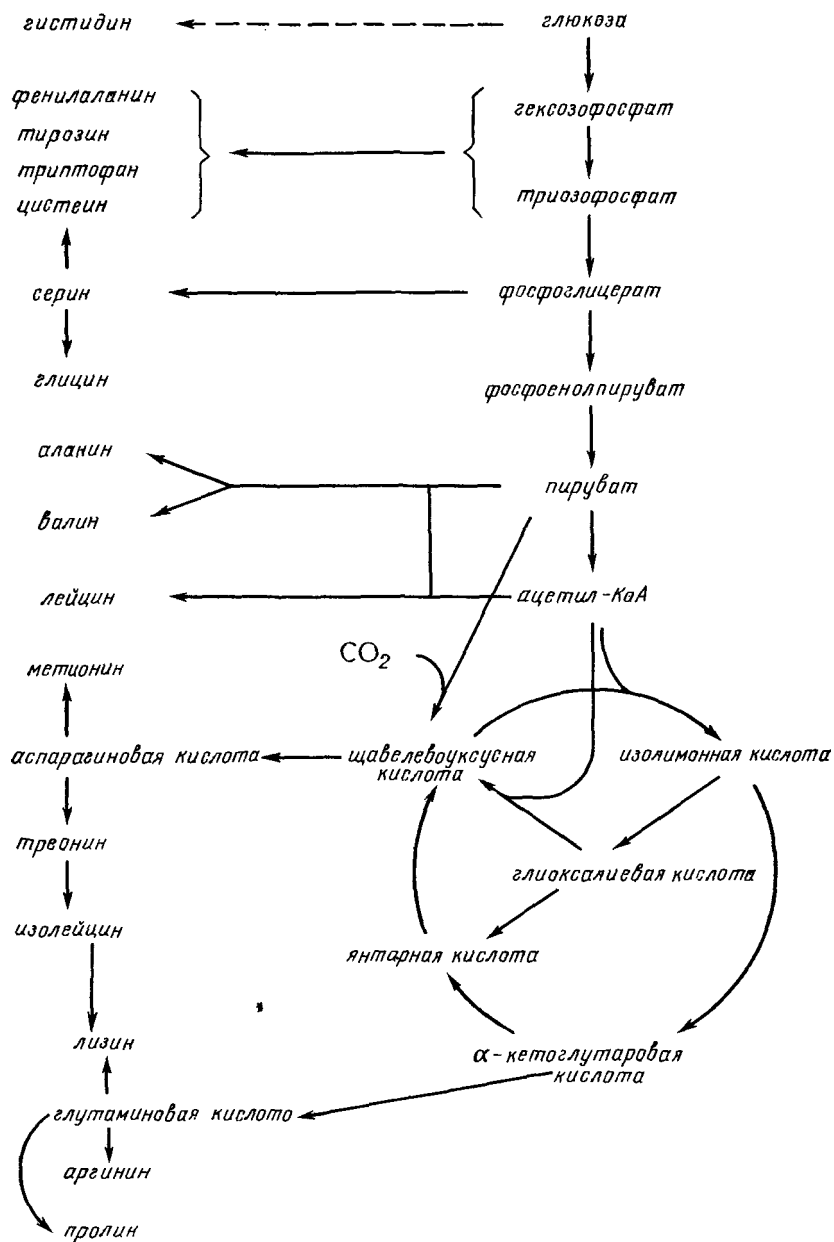 гистидин
глюкоза
фенилаланин
тирозин
триптофан
цистеин
гексозофосфат
триозофосфат
серин
фосфоглицерат
глицин
фосфоенолпируват
аланин
пируват
валин
лейцин
ацетил-КоА
CO₂
метионин
аспарагиновая кислота
щавелевоуксусная
кислота
изолимонная кислота
треонин
глиоксалиевая кислота
изолейцин
янтарная кислота
лизин
α-кетоглутаровая
кислота
глутаминовая кислото
аргинин
пролин